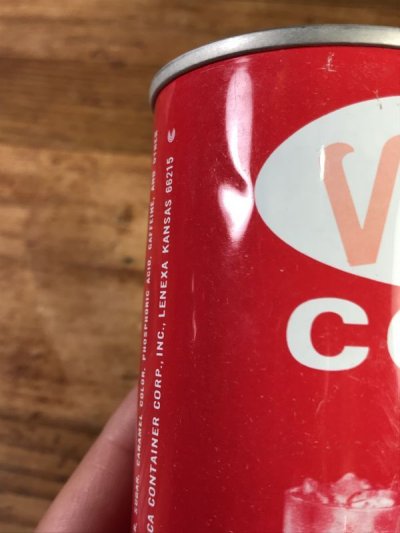 SUGAR, CARAMEL COLOR, PHOSPHORIC ACID, CAFFEINE, AND OTHER
CA CONTAINER CORP., INC., LENEXA KANSAS 66215
V
CO